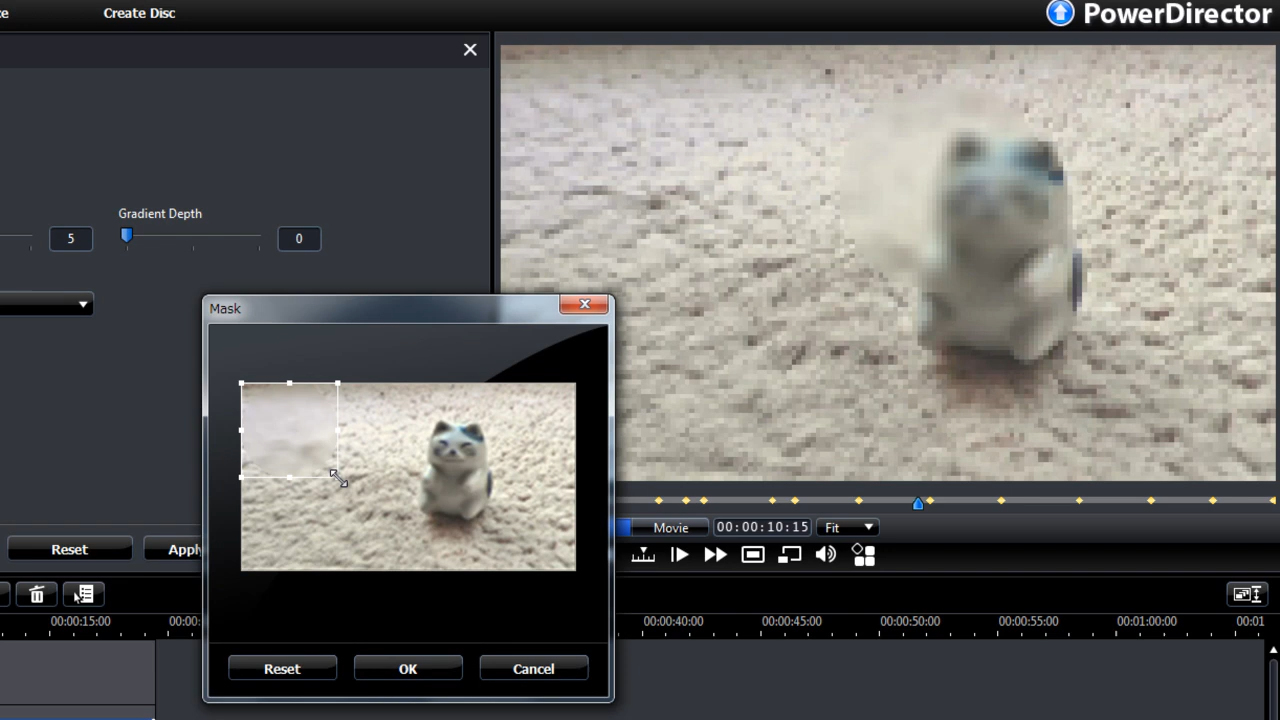 Create Disc
PowerDirector
Gradient Depth
5
0
Mask
Reset
Apply
Movie
00:00:10:15
Fit
00:00:15:00
00:00:
00:00:40:00
00:00:45:00
00:00:50:00
00:00:55:00
00:01:00:00
00:01
Reset
OK
Cancel